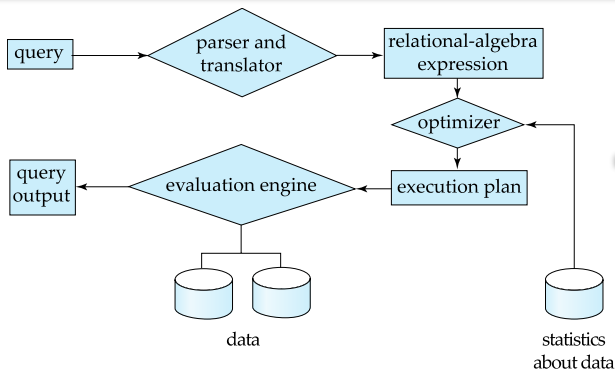 query
parser and
translator
relational-algebra
expression
optimizer
query
output
evaluation engine
execution plan
data
statistics
about data